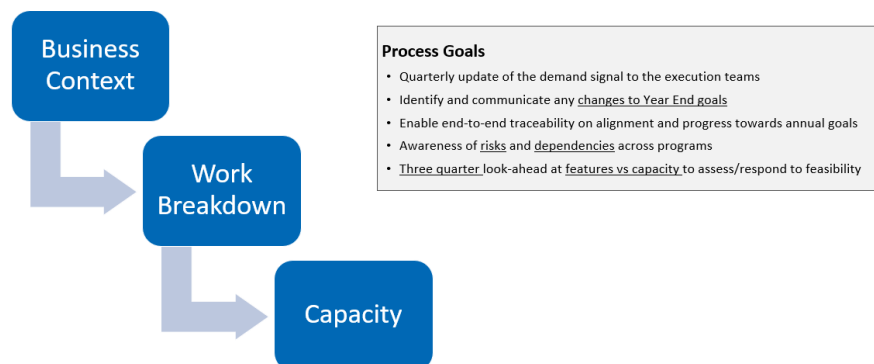 Business
Context
Work
Breakdown
Capacity
Process Goals
• Quarterly update of the demand signal to the execution teams
• Identify and communicate any changes to Year End goals
• Enable end-to-end traceability on alignment and progress towards annual goals
• Awareness of risks and dependencies across programs
• Three quarter look-ahead at features vs capacity to assess/respond to feasibility